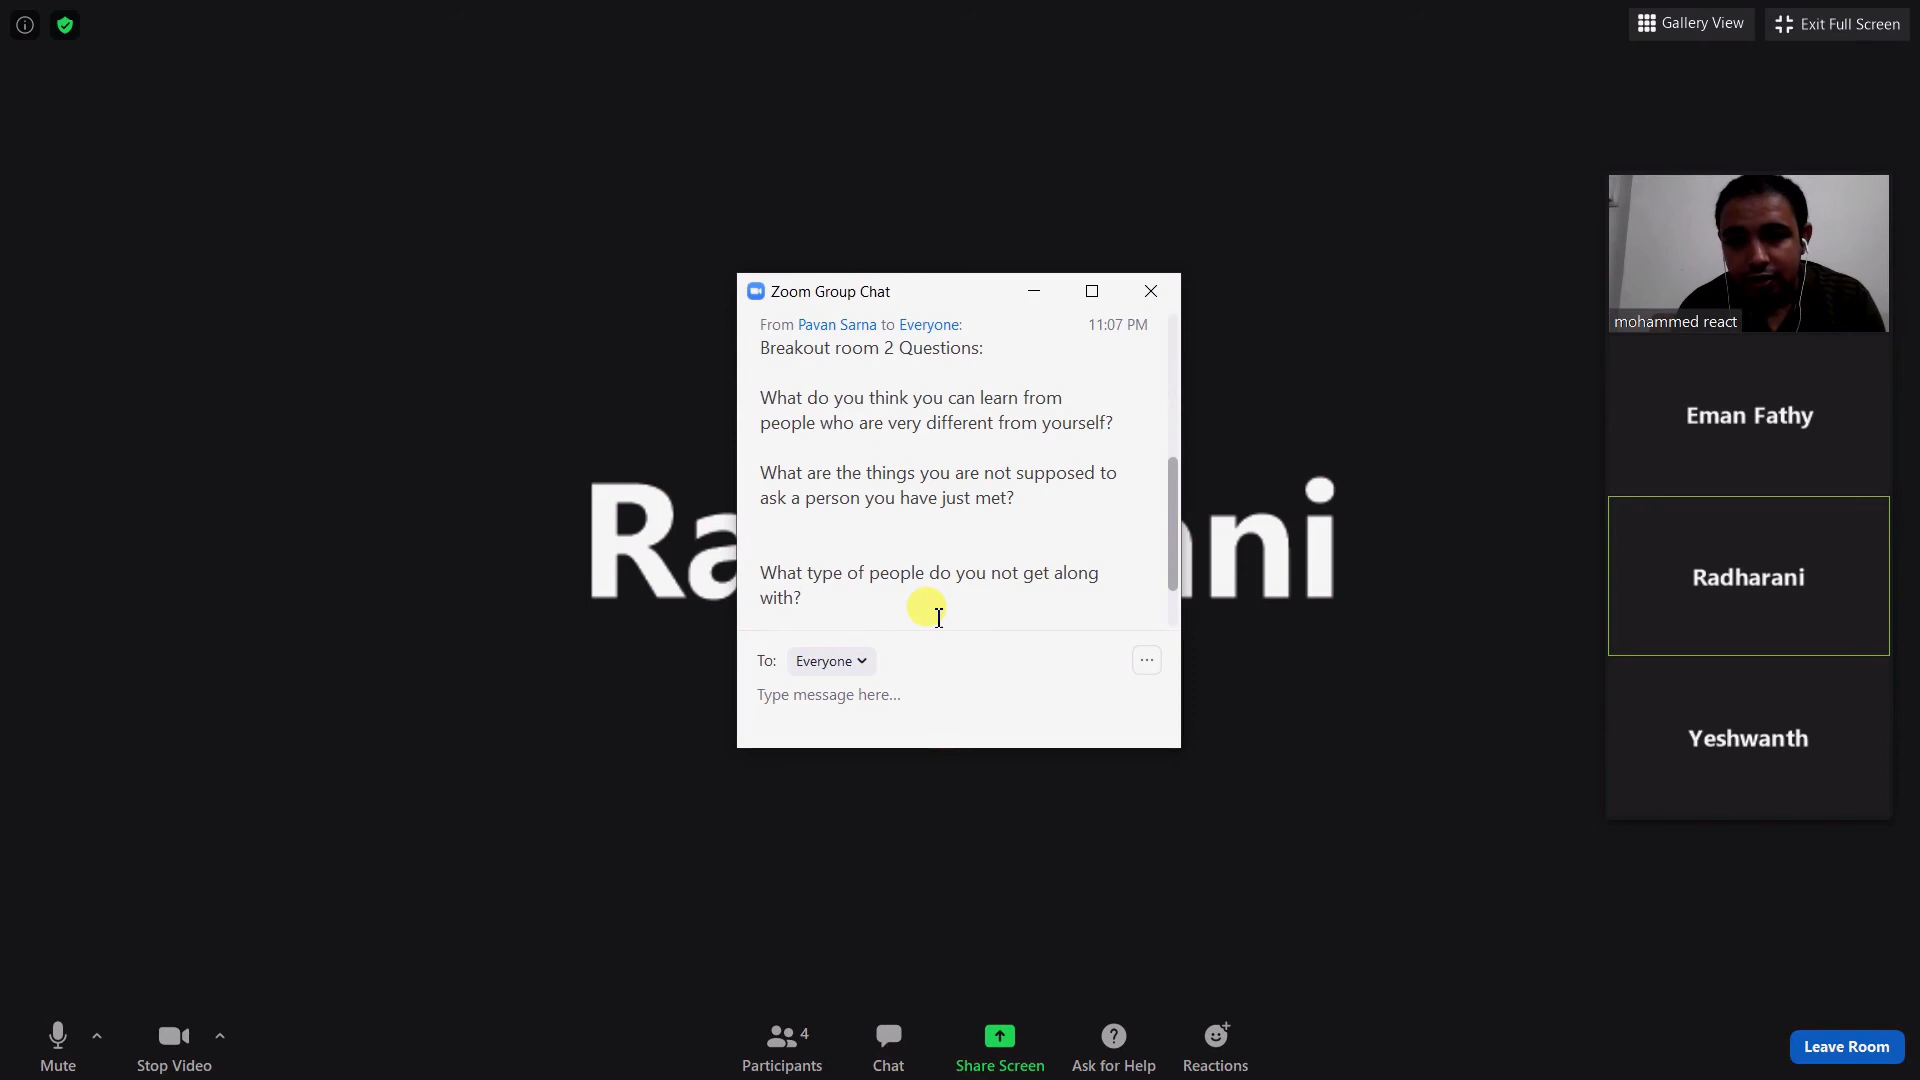 Gallery View
Exit Full Screen
Zoom Group Chat
From Pavan Sarna to Everyone:
11:07 PM
Breakout room 2 Questions:
What do you think you can learn from
people who are very different from yourself?
What are the things you are not supposed to
ask a person you have just met?
What type of people do you not get along
with?
To: Everyone
Type message here...
Ra
ni
mohammed react
Eman Fathy
Radharani
Yeshwanth
Mute
Stop Video
4
Participants
Chat
Share Screen
Ask for Help
Reactions
Leave Room